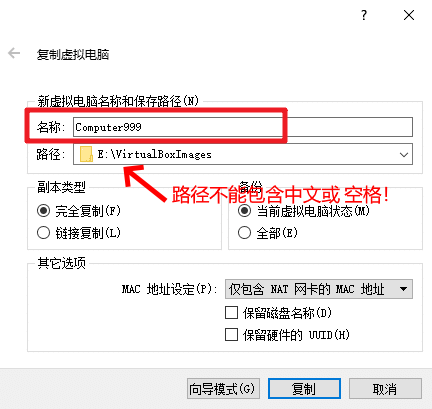 ?
复制虚拟电脑
新虚拟电脑名称和保存路径(N)
名称: Computer999
路径: E:\VirtualBoxImages
路径不能包含中文或 空格!
副本类型 备份
完全复制(F) 当前虚拟电脑状态(M)
链接复制(L) 全部(E)
其它选项
MAC 地址设定(P): 仅包含 NAT 网卡的 MAC 地址
保留磁盘名称(D)
保留硬件的 UUID(H)
向导模式(G) 复制 取消